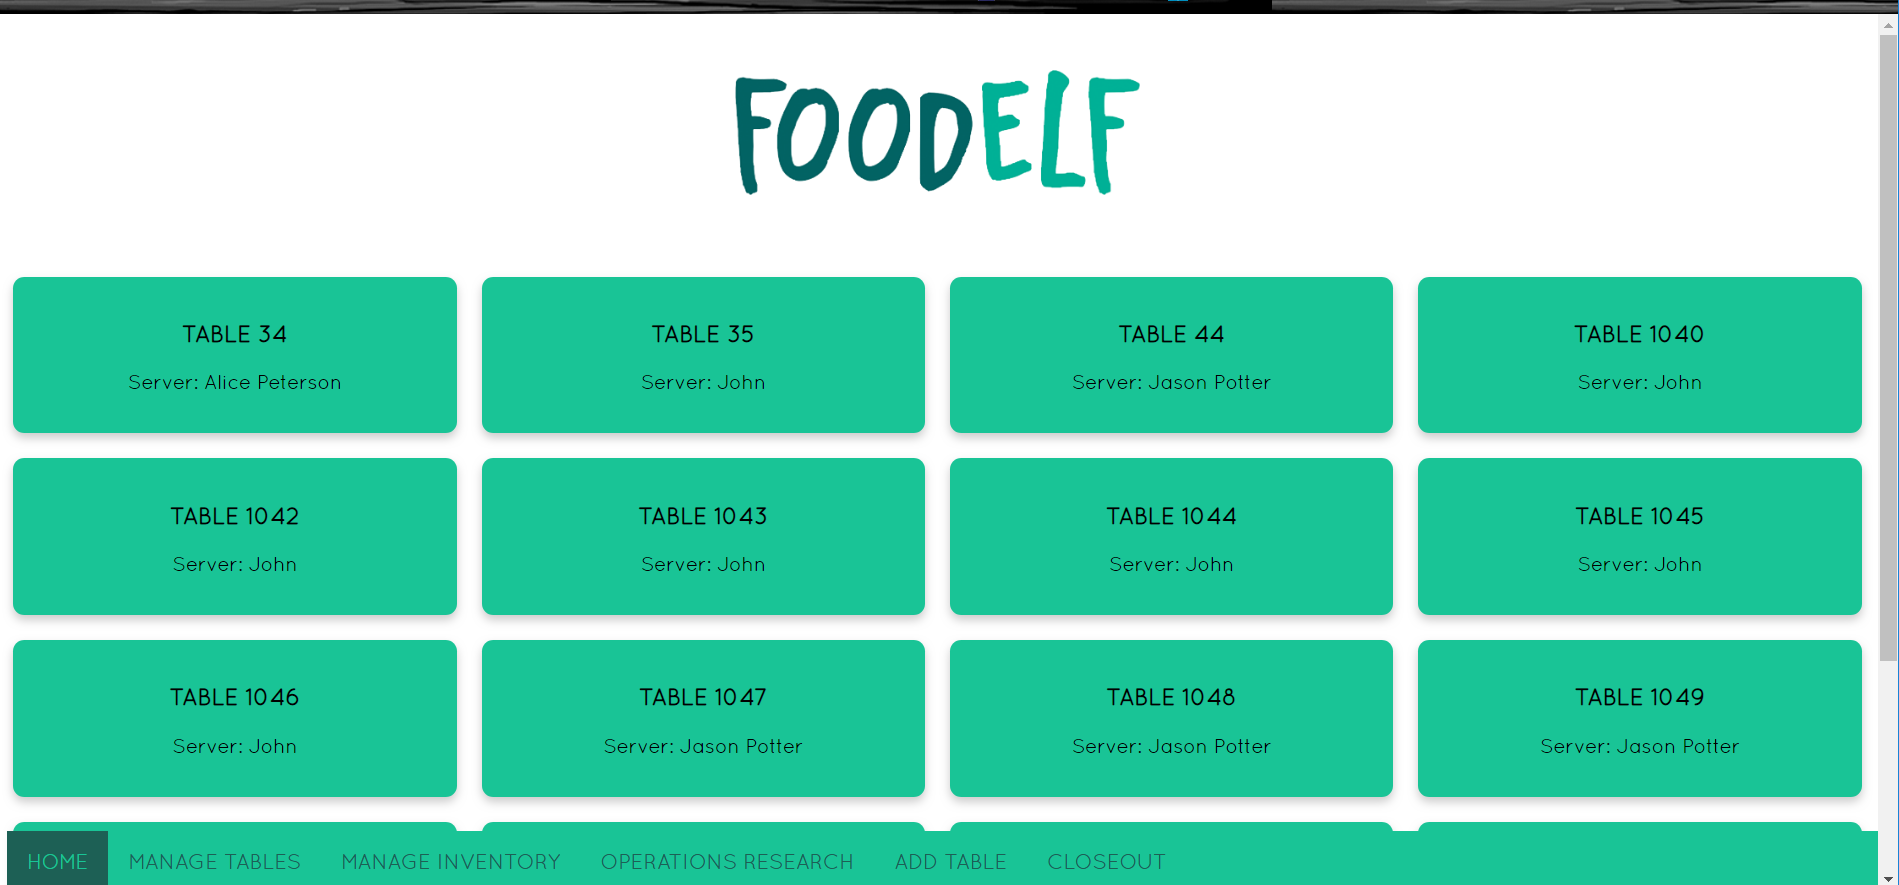 FOODELF
TABLE 34
Server: Alice Peterson
TABLE 35
Server: John
TABLE 44
Server: Jason Potter
TABLE 1040
Server: John
TABLE 1042
Server: John
TABLE 1043
Server: John
TABLE 1044
Server: John
TABLE 1045
Server: John
TABLE 1046
Server: John
TABLE 1047
Server: Jason Potter
TABLE 1048
Server: Jason Potter
TABLE 1049
Server: Jason Potter
HOME MANAGE TABLES MANAGE INVENTORY OPERATIONS RESEARCH ADD TABLE CLOSEOUT